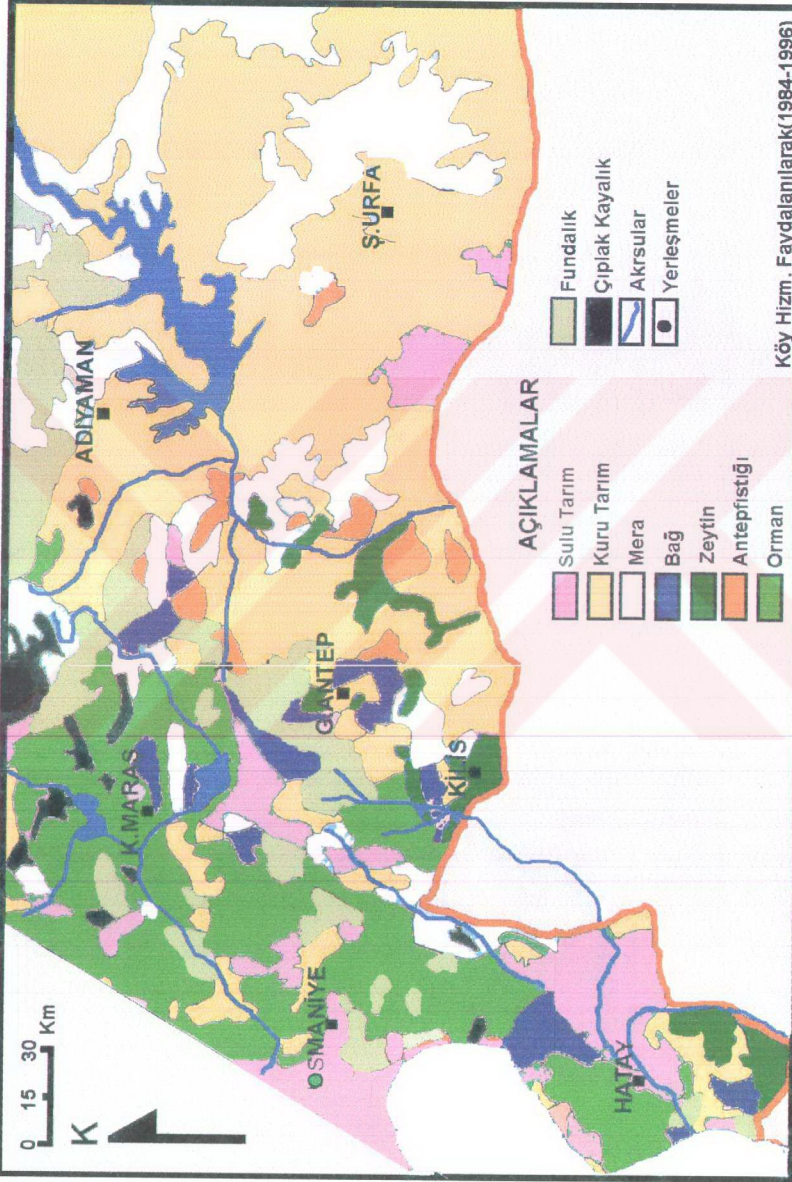 0 15 30 Km
K
ADIYAMAN
Ş.URFA
K.MARAŞ
G.ANTEP
KİLİS
OSMANİYE
HATAY
AÇIKLAMALAR
Sulu Tarım
Kuru Tarım
Mera
Bağ
Zeytin
Antepfıstığı
Orman
Fundalık
Çıplak Kayalık
Akrsular
Yerleşmeler
Köy Hizm. Faydalanılarak(1984-1996)